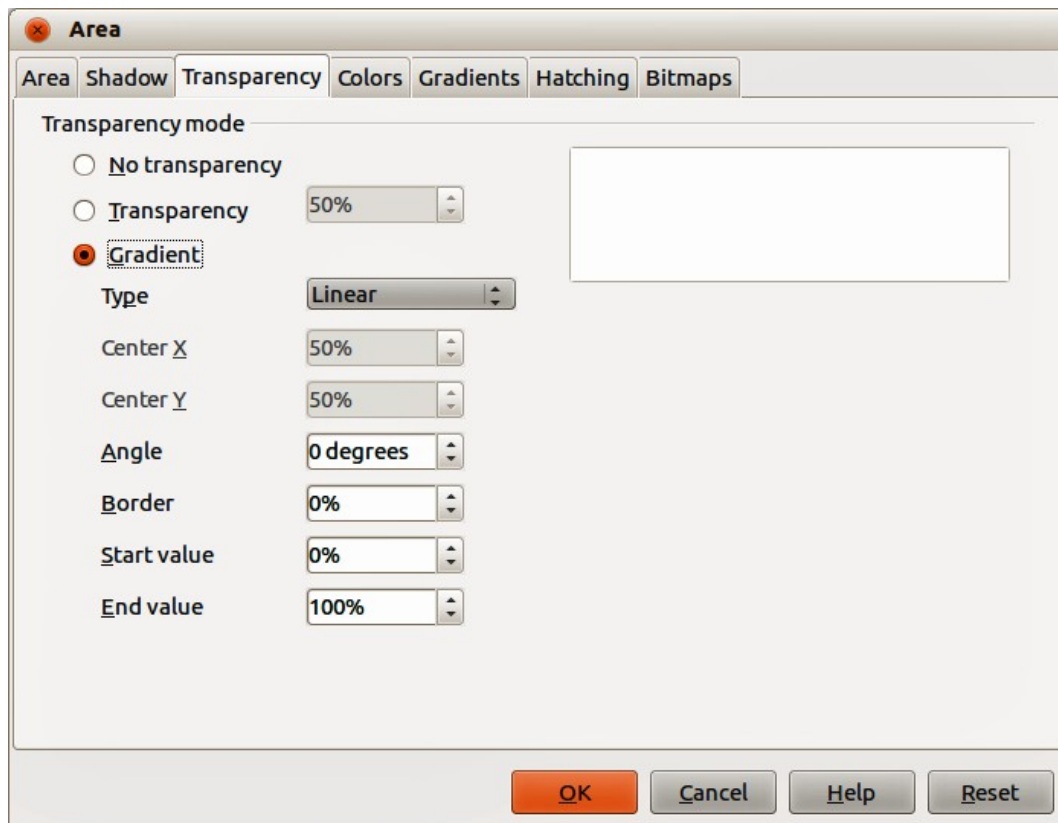 Area
Area Shadow Transparency Colors Gradients Hatching Bitmaps
Transparency mode
No transparency
Transparency 50%
Gradient
Type Linear
Center X 50%
Center Y 50%
Angle 0 degrees
Border 0%
Start value 0%
End value 100%
OK Cancel Help Reset